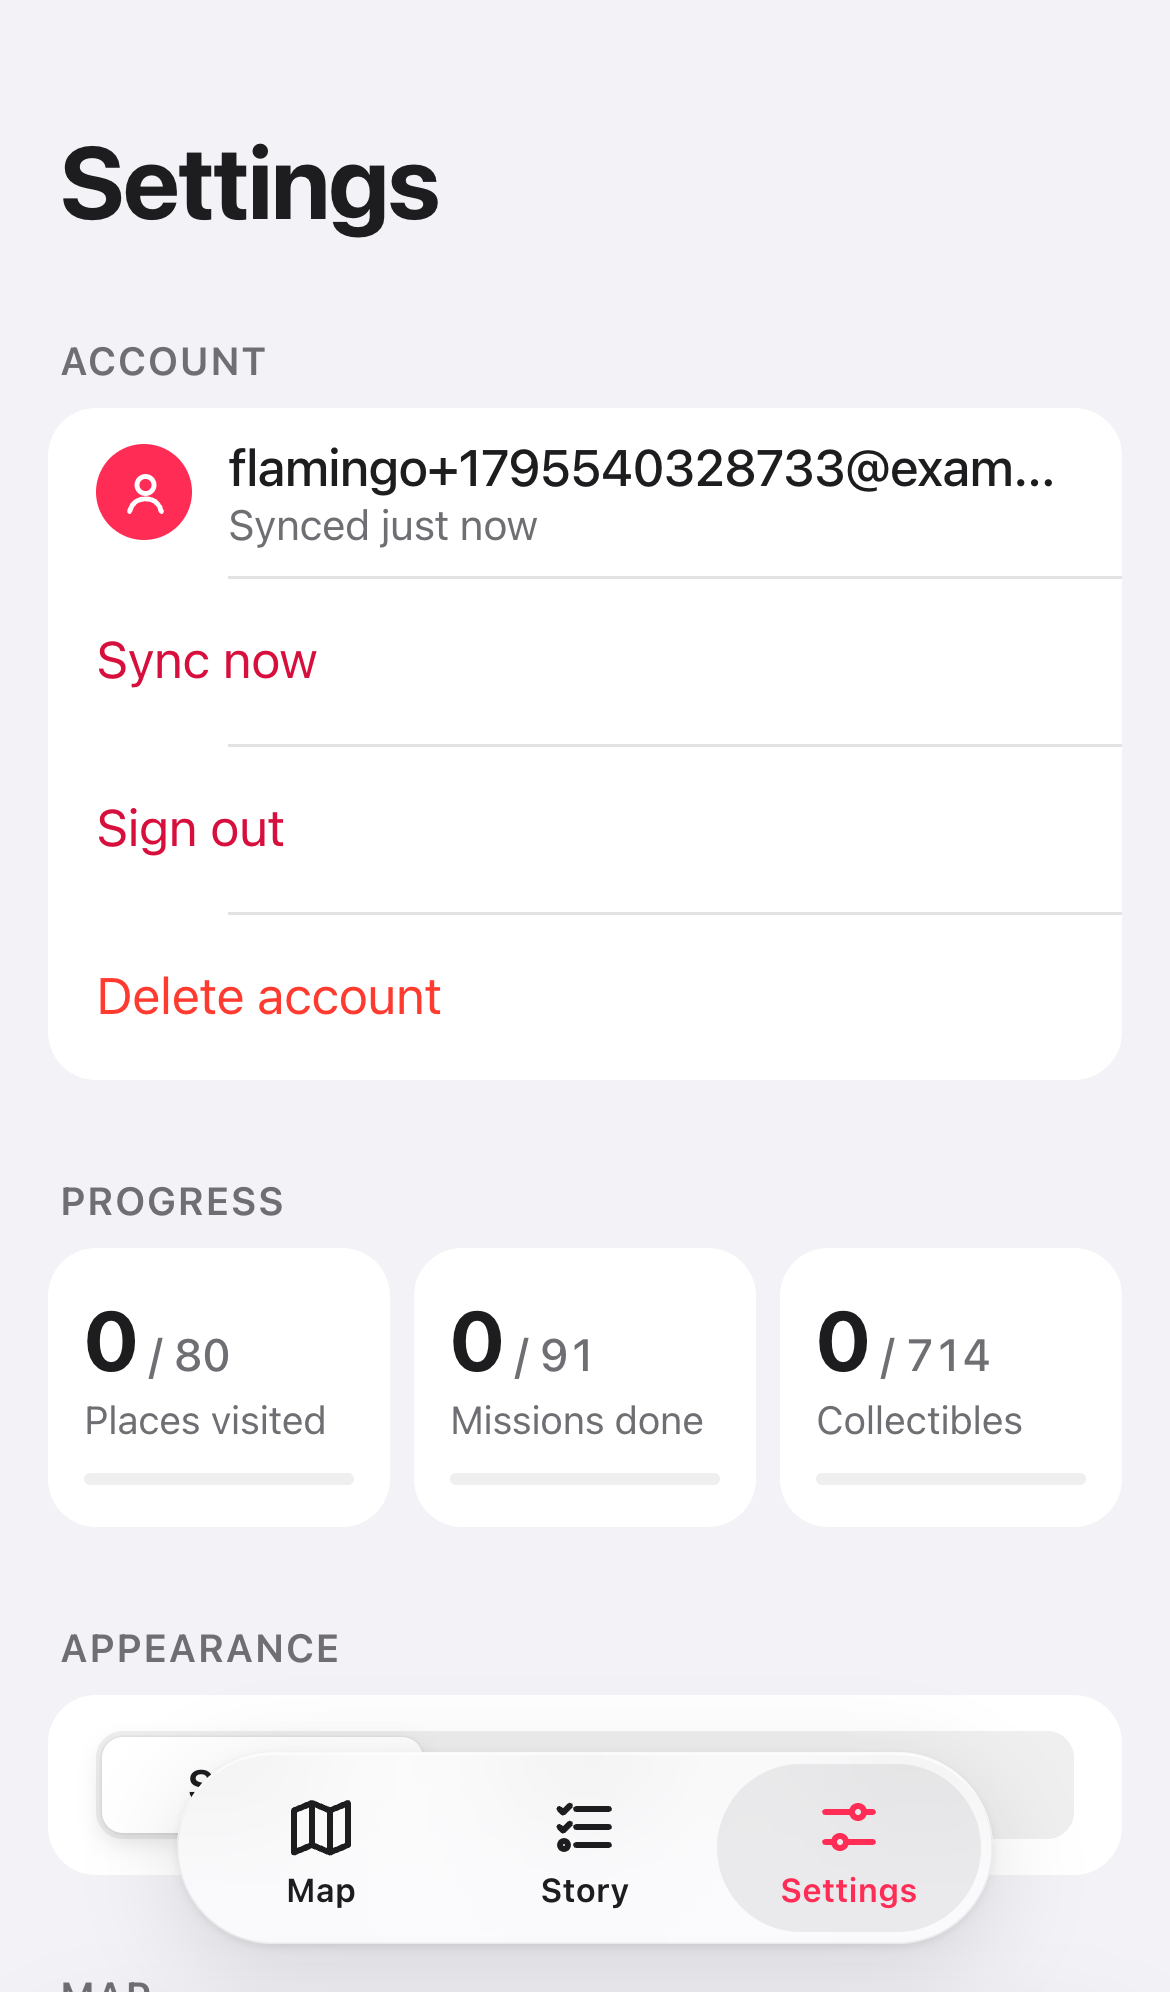 Settings
ACCOUNT
flamingo+1795540328733@exam...
Synced just now
Sync now
Sign out
Delete account
PROGRESS
0 / 80
Places visited
0 / 91
Missions done
0 / 714
Collectibles
APPEARANCE
Map
Story
Settings
MAP